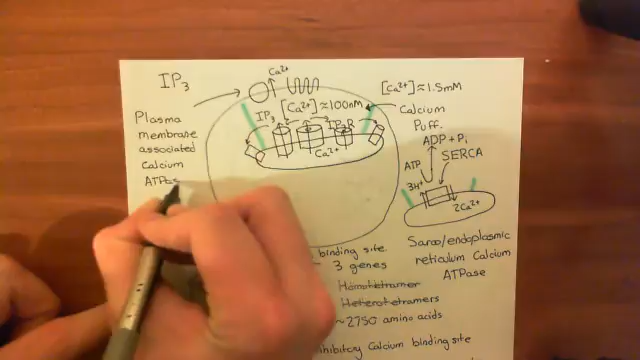 IP3
Ca2+
[Ca2+] ≈ 1.5mM
Plasma
membrane
associated
Calcium
IP3
[Ca2+] ≈ 100nM
IP3R
Ca2+
Calcium
Puff.
ADP + Pi
ATP
SERCA
3H+
2Ca2+
Sarco/endoplasmic
reticulum Calcium
ATPase
binding site
3 genes
Homotetramer
Heterotetramers
~2750 amino acids
Calcium binding site